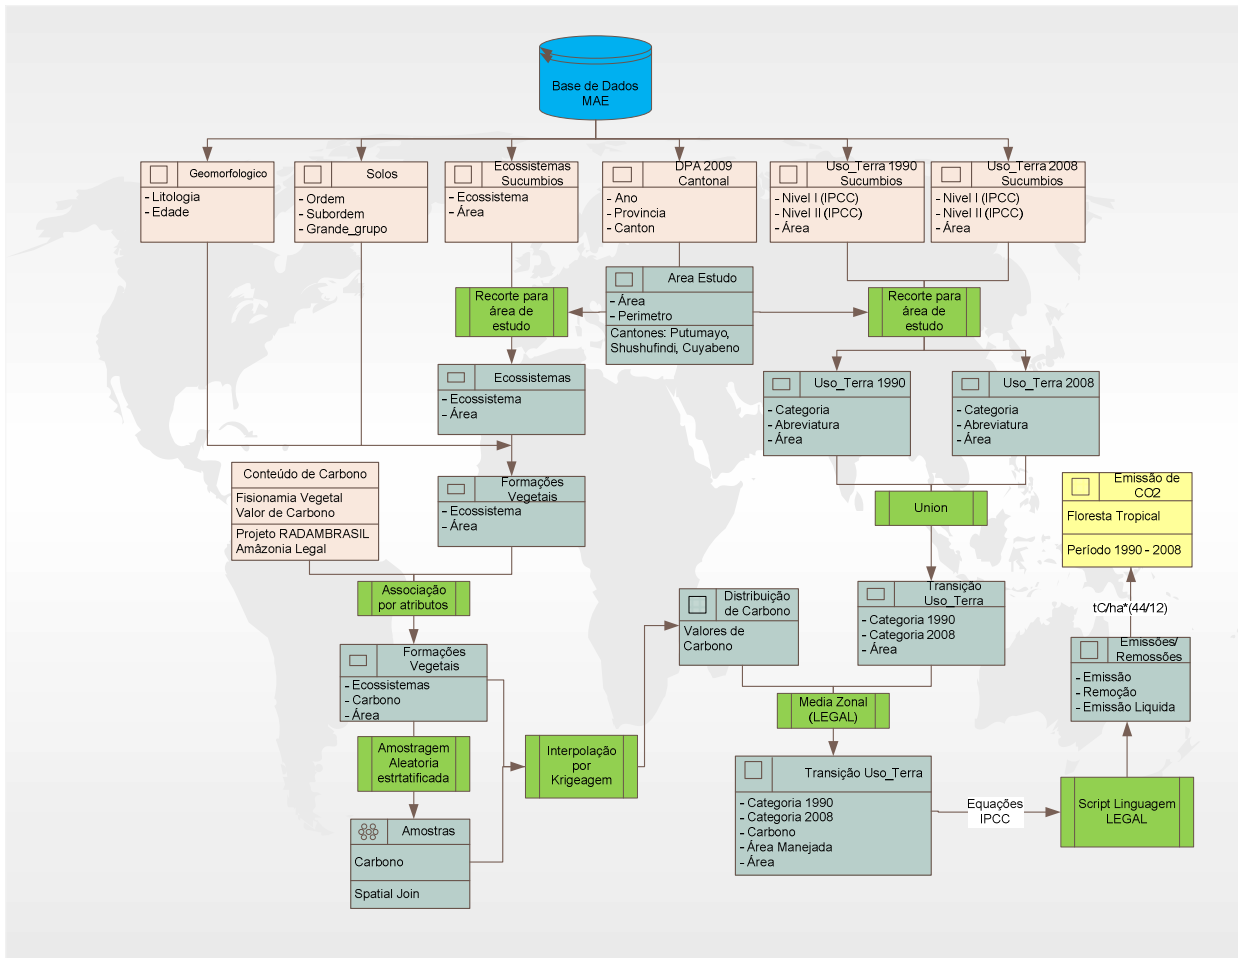 Base de Dados
MAE
Geomorfologico
- Litologia
- Edade
Solos
- Ordem
- Subordem
- Grande_grupo
Ecossistemas
Sucumbios
- Ecossistema
- Área
DPA 2009
Cantonal
- Ano
- Provincia
- Canton
Uso_Terra 1990
Sucumbios
- Nivel I (IPCC)
- Nivel II (IPCC)
- Área
Uso_Terra 2008
Sucumbios
- Nivel I (IPCC)
- Nivel II (IPCC)
- Área
Recorte para
área de
estudo
Area Estudo
- Área
- Perimetro
Cantones: Putumayo,
Shushufindi, Cuyabeno
Recorte para
área de
estudo
Ecossistemas
- Ecossistema
- Área
Uso_Terra 1990
- Categoria
- Abreviatura
- Área
Uso_Terra 2008
- Categoria
- Abreviatura
- Área
Conteúdo de Carbono
Fisionamia Vegetal
Valor de Carbono
Projeto RADAMBRASIL
Amâzonia Legal
Formações
Vegetais
- Ecossistema
- Área
Union
Emissão de
CO2
Floresta Tropical
Período 1990 - 2008
Associação
por atributos
Distribuição
de Carbono
Valores de
Carbono
Transição
Uso_Terra
- Categoria 1990
- Categoria 2008
- Área
tC/ha*(44/12)
Formações
Vegetais
- Ecossistemas
- Carbono
- Área
Emissões/
Remossões
- Emissão
- Remoção
- Emissão Liquida
Media Zonal
(LEGAL)
Amostragem
Aleatoria
estrtatificada
Interpolação
por
Krigeagem
Transição Uso_Terra
- Categoria 1990
- Categoria 2008
- Carbono
- Área Manejada
- Área
Equações
IPCC
Script Linguagem
LEGAL
Amostras
Carbono
Spatial Join